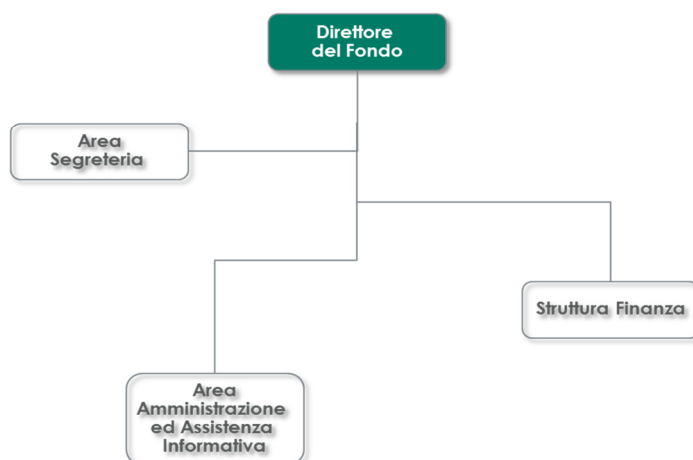 Direttore
del Fondo
Area
Segreteria
Struttura Finanza
Area
Amministrazione
ed Assistenza
Informativa